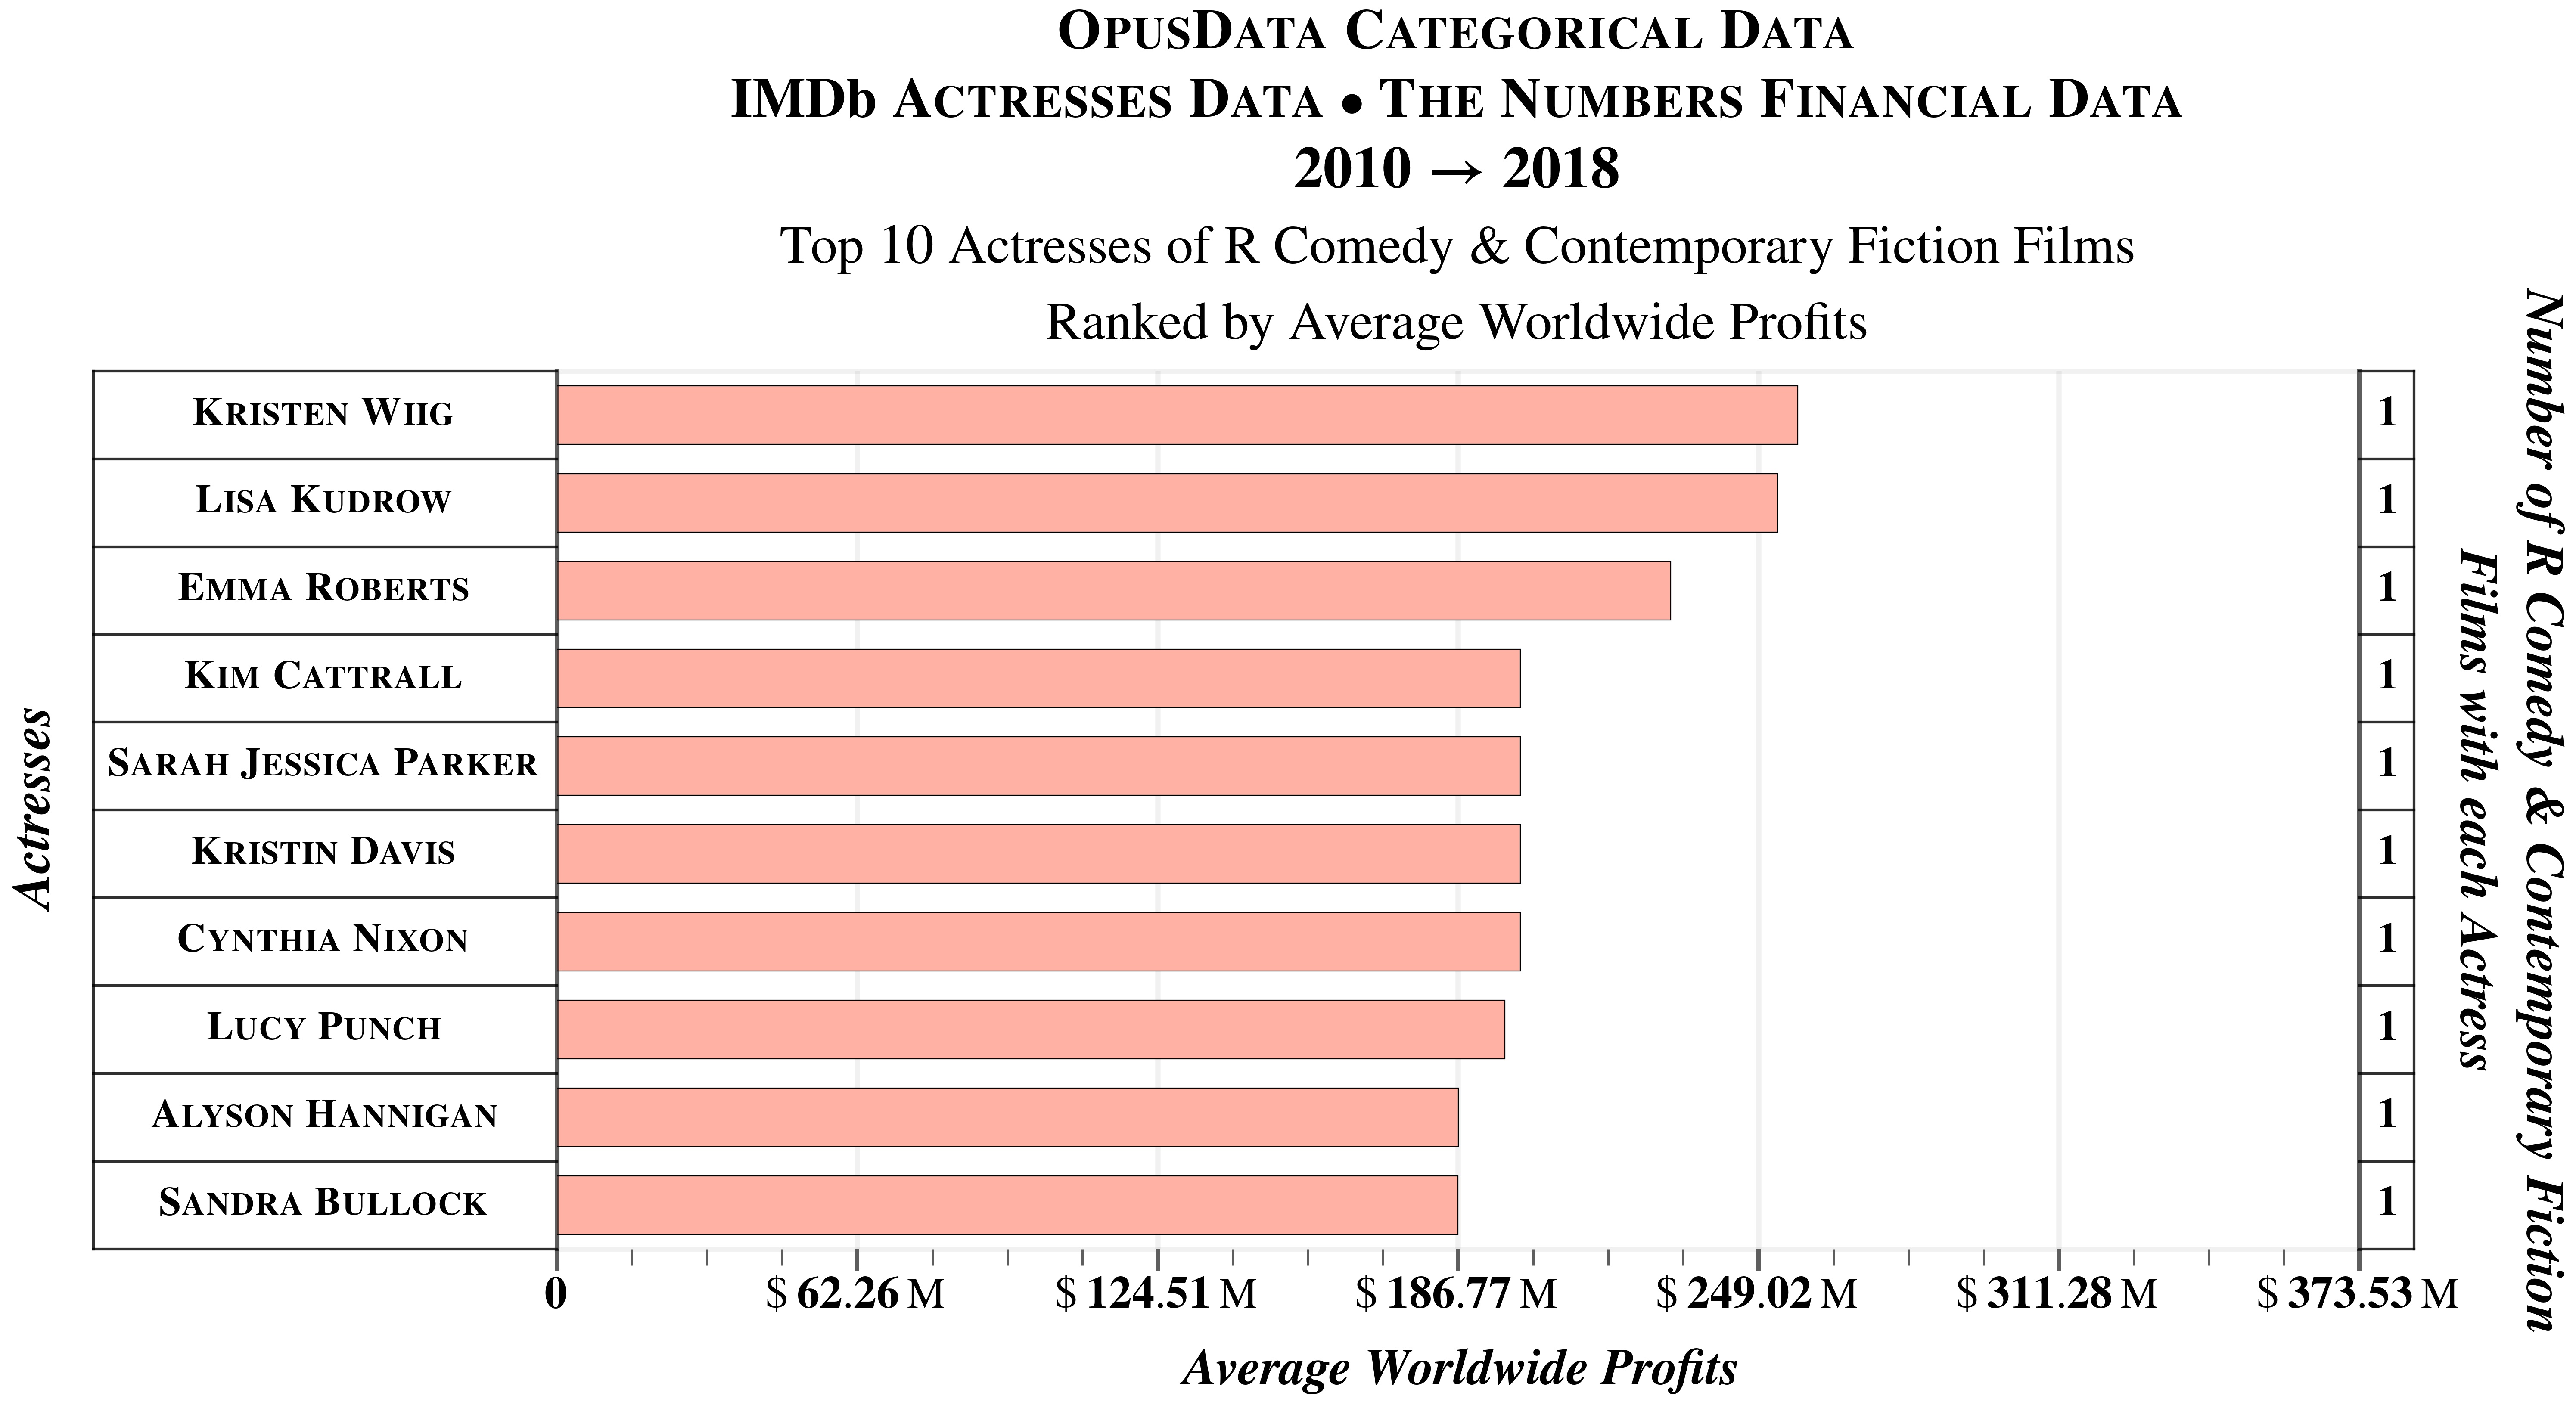 OpusData Categorical Data
IMDb Actresses Data • The Numbers Financial Data
2010 → 2018
Top 10 Actresses of R Comedy & Contemporary Fiction Films
Ranked by Average Worldwide Profits
Actresses
Kristen Wiig 1
Lisa Kudrow 1
Emma Roberts 1
Kim Cattrall 1
Sarah Jessica Parker 1
Kristin Davis 1
Cynthia Nixon 1
Lucy Punch 1
Alyson Hannigan 1
Sandra Bullock 1
0 $ 62.26 M $ 124.51 M $ 186.77 M $ 249.02 M $ 311.28 M $ 373.53 M
Average Worldwide Profits
Number of R Comedy & Contemporary Fiction
Films with each Actress